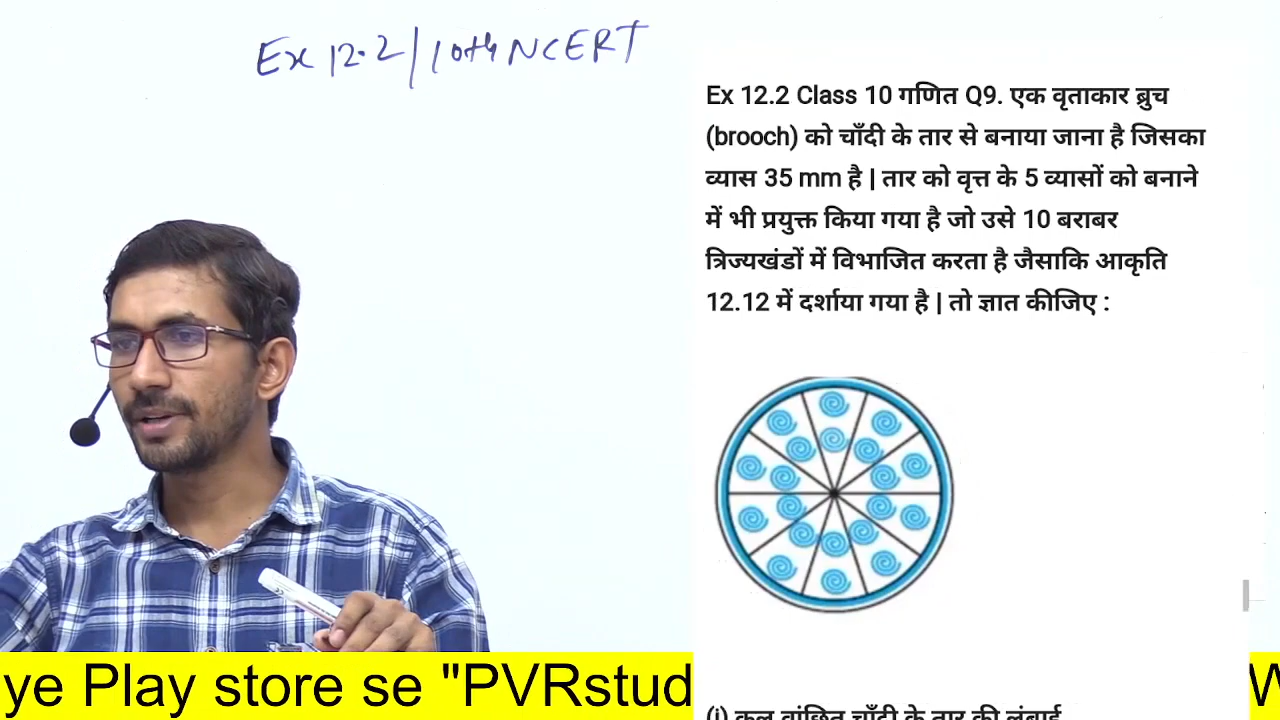 Ex 12.2 / 10th NCERT
Ex 12.2 Class 10 गणित Q9. एक वृताकार ब्रुच
(brooch) को चाँदी के तार से बनाया जाना है जिसका
व्यास 35 mm है | तार को वृत्त के 5 व्यासों को बनाने
में भी प्रयुक्त किया गया है जो उसे 10 बराबर
त्रिज्यखंडों में विभाजित करता है जैसाकि आकृति
12.12 में दर्शाया गया है | तो ज्ञात कीजिए :
(i) कुल वांछित चाँदी के तार की लंबाई
ye Play store se "PVRstud
W